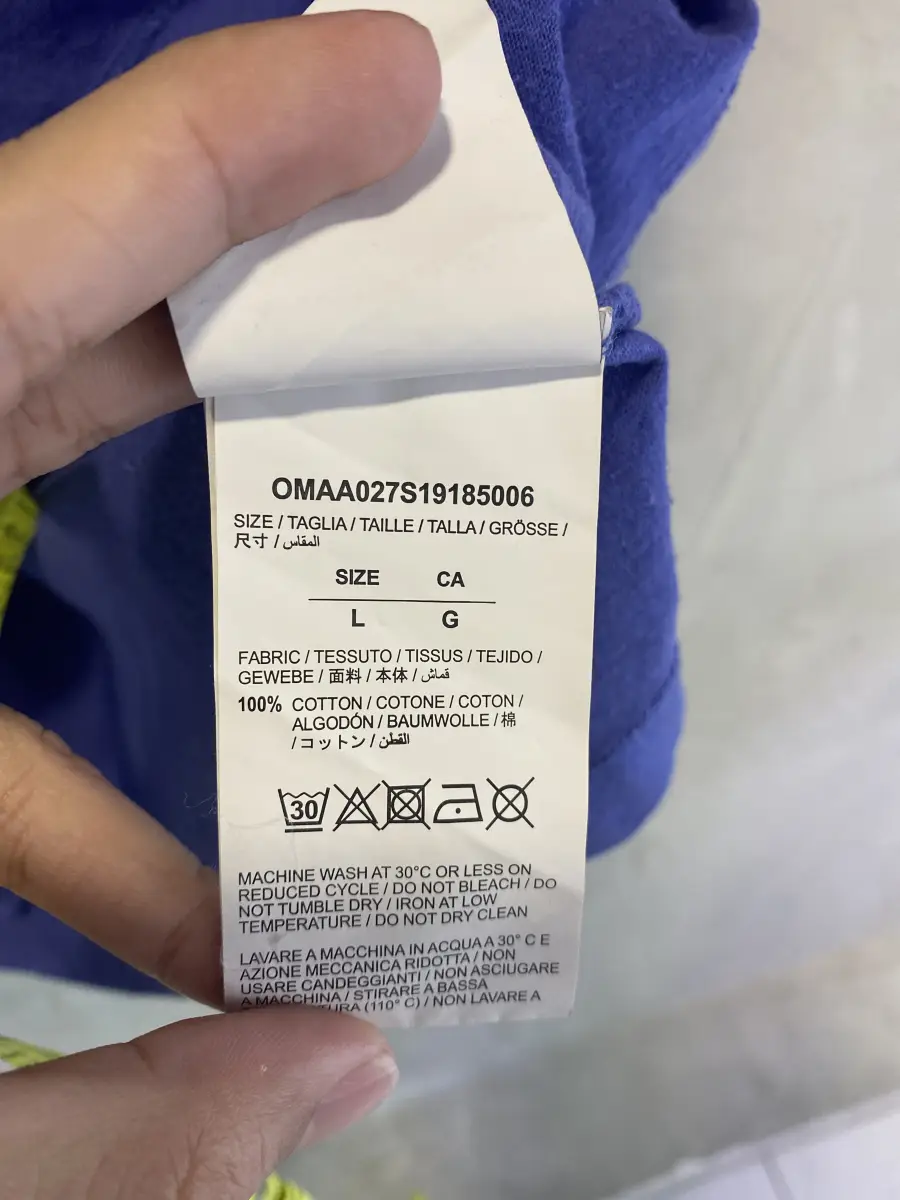 OMAA027S19185006
SIZE / TAGLIA / TAILLE / TALLA / GRÖSSE /
尺寸 / المقاس
SIZE CA
L G
FABRIC / TESSUTO / TISSUS / TEJIDO /
GEWEBE / 面料 / 本体 / قماش
100% COTTON / COTONE / COTON /
ALGODÓN / BAUMWOLLE / 棉
/ コットン / القطن
30
MACHINE WASH AT 30°C OR LESS ON
REDUCED CYCLE / DO NOT BLEACH / DO
NOT TUMBLE DRY / IRON AT LOW
TEMPERATURE / DO NOT DRY CLEAN
LAVARE A MACCHINA IN ACQUA A 30° C E
AZIONE MECCANICA RIDOTTA / NON
USARE CANDEGGIANTI / NON ASCIUGARE
A MACCHINA / STIRARE A BASSA
(110° C) / NON LAVARE A